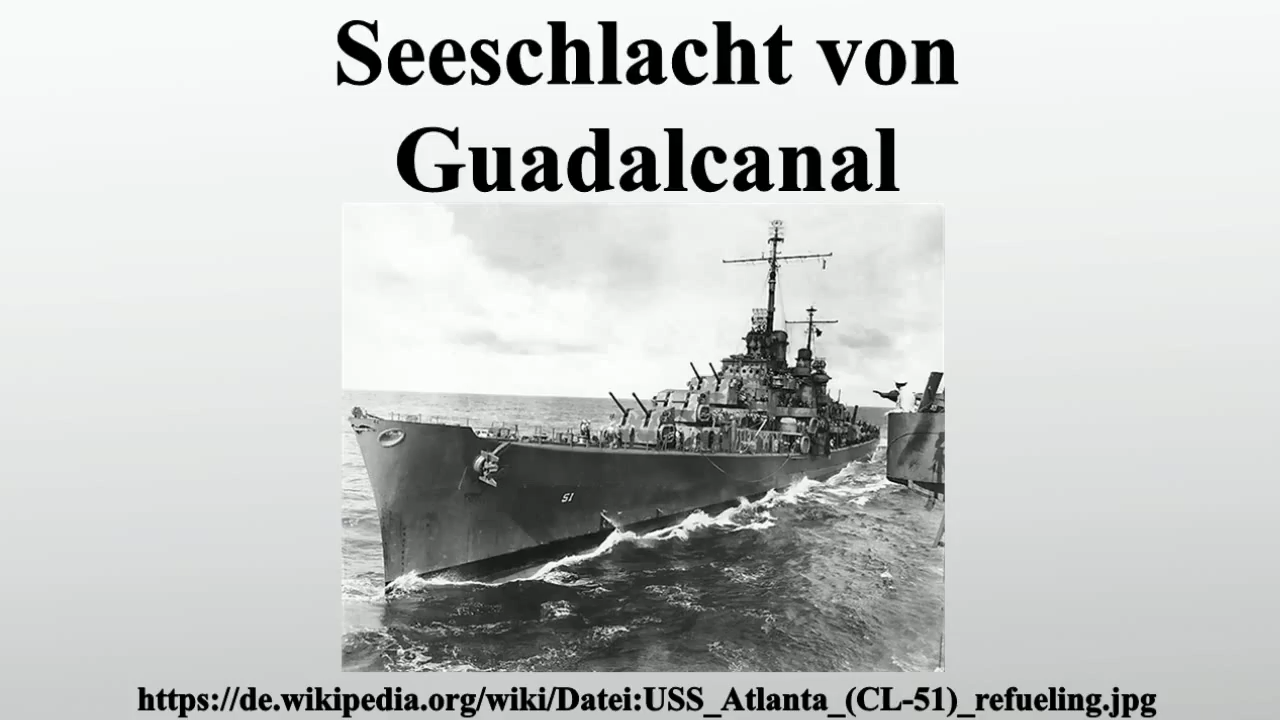 Seeschlacht von
Guadalcanal
51
https://de.wikipedia.org/wiki/Datei:USS_Atlanta_(CL-51)_refueling.jpg